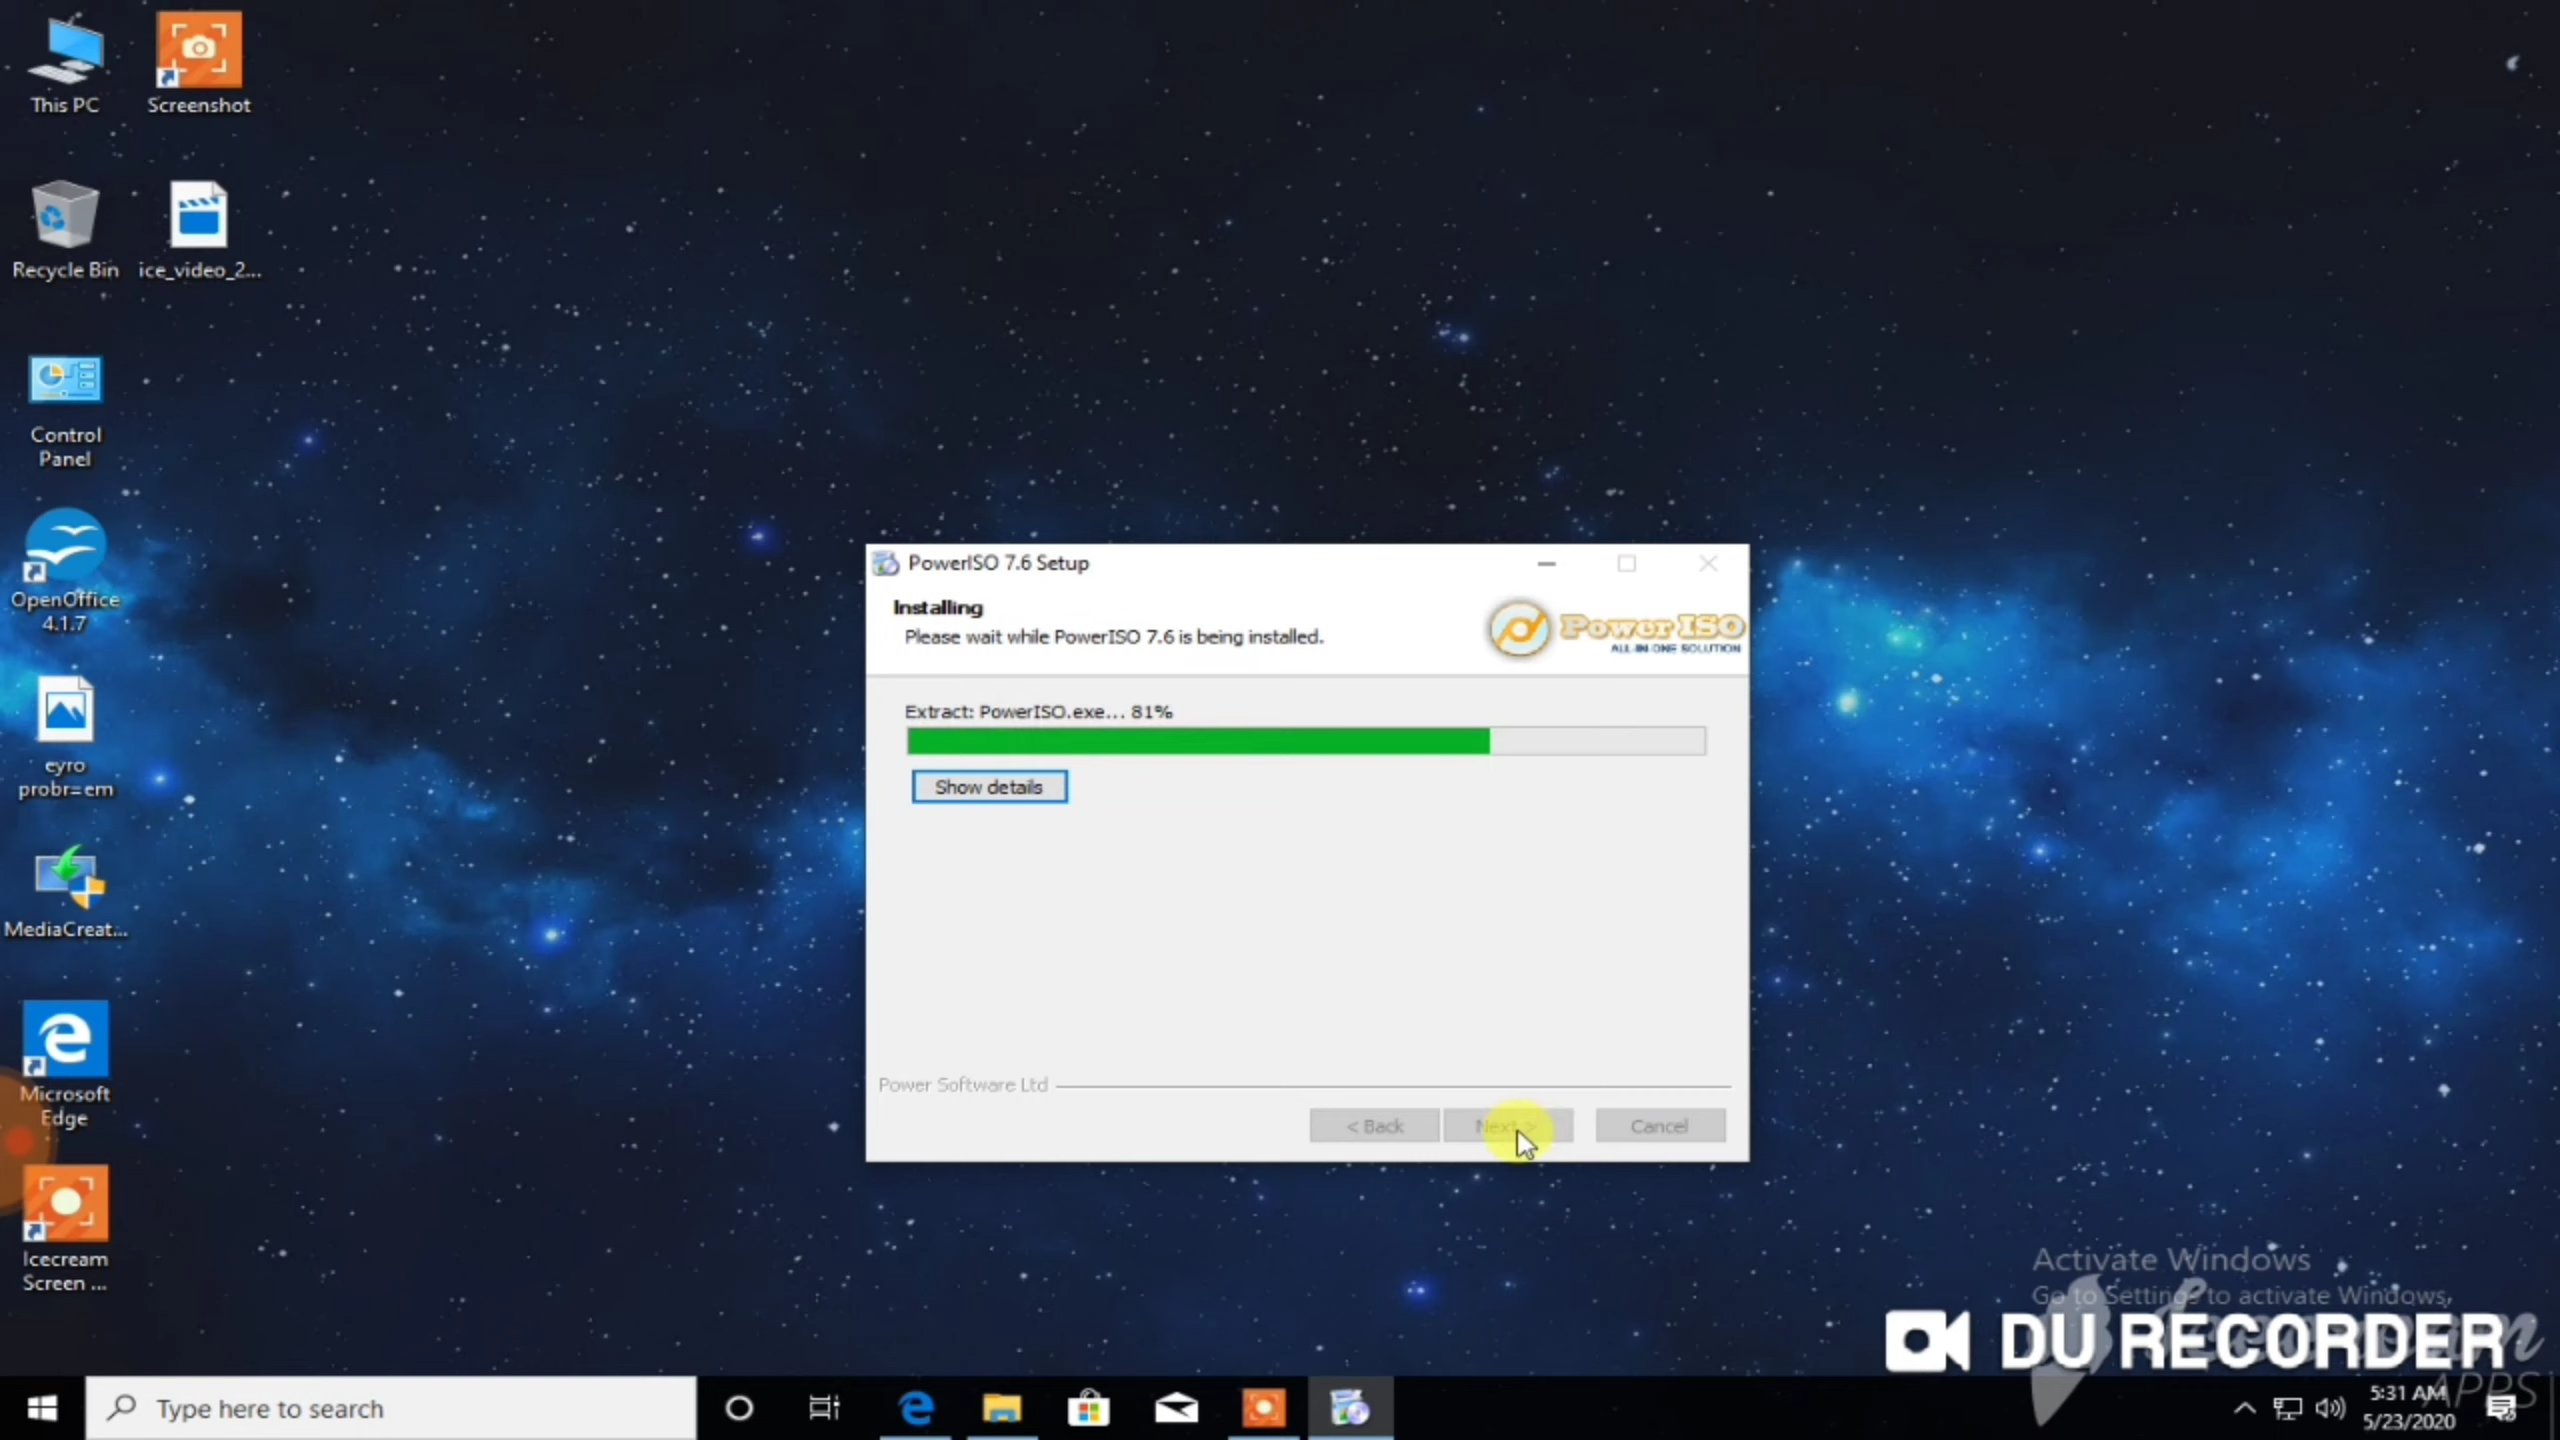 This PC
Screenshot
Recycle Bin
ice_video_2...
Control
Panel
OpenOffice
4.1.7
eyro
probr=em
MediaCreat...
Microsoft
Edge
Icecream
Screen ...
PowerISO 7.6 Setup
Installing
Please wait while PowerISO 7.6 is being installed.
PowerISO
ALL-IN-ONE SOLUTION
Extract: PowerISO.exe... 81%
Show details
Power Software Ltd
< Back
Next >
Cancel
Activate Windows
Go to Settings to activate Windows.
DU RECORDER
APPS
Type here to search
5:31 AM
5/23/2020